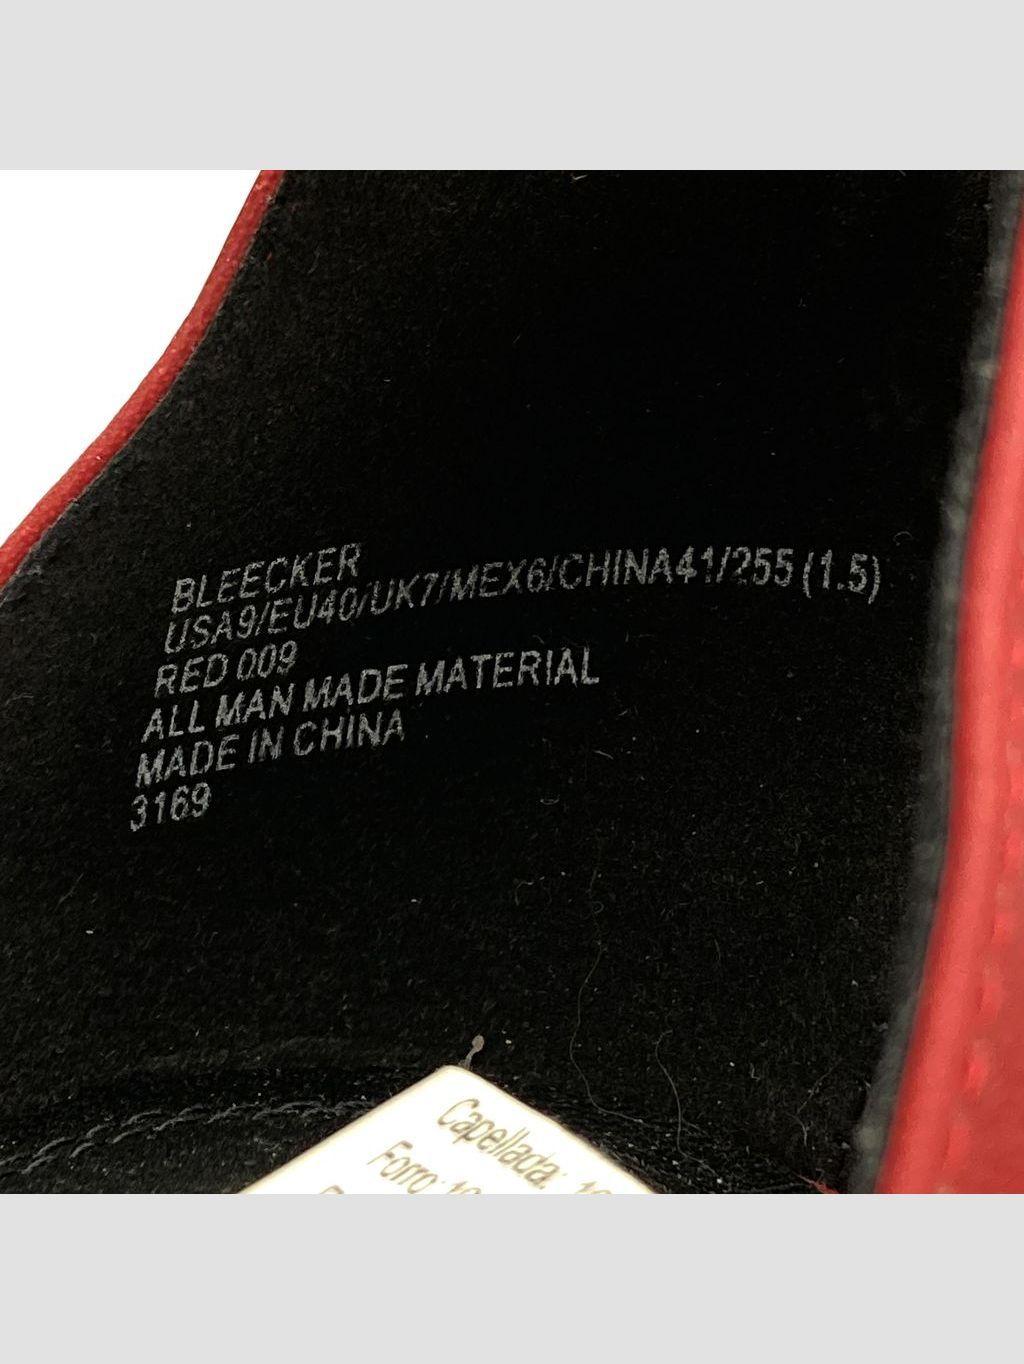 BLEECKER
USA9/EU40/UK7/MEX6/CHINA41/255 (1.5)
RED 009
ALL MAN MADE MATERIAL
MADE IN CHINA
3169
Capellada:
Forro: